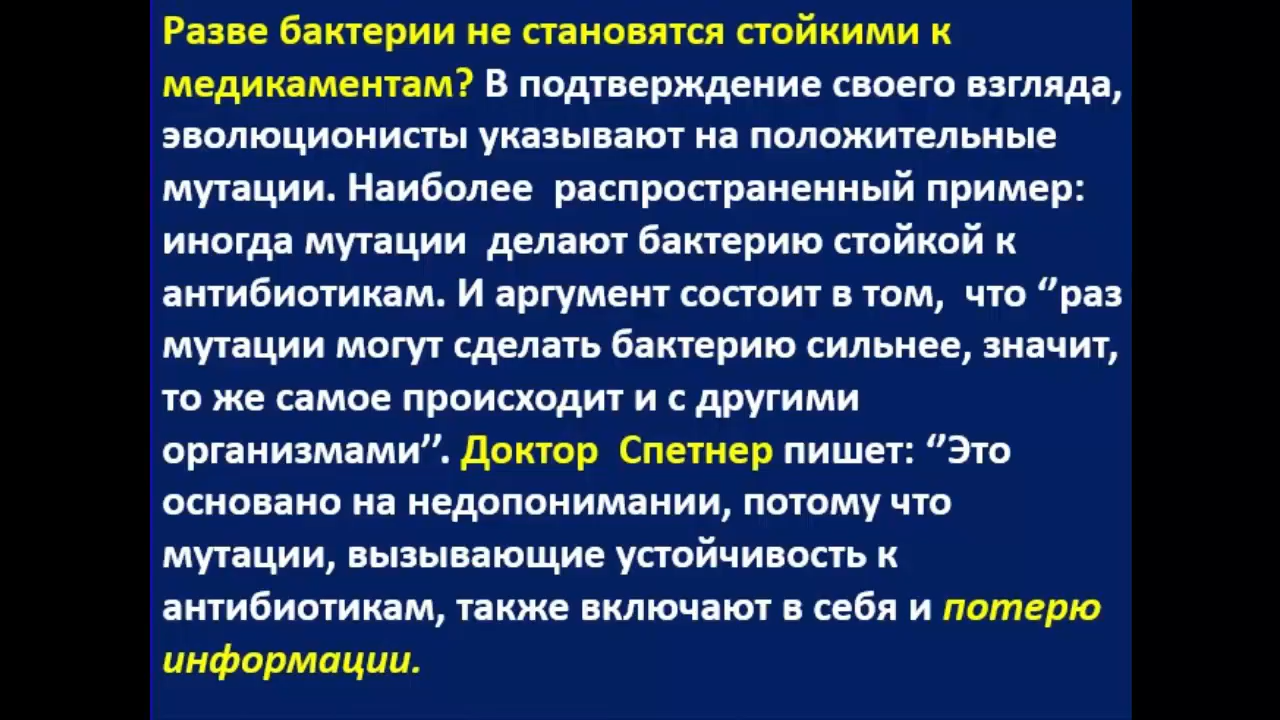 Разве бактерии не становятся стойкими к
медикаментам? В подтверждение своего взгляда,
эволюционисты указывают на положительные
мутации. Наиболее  распространенный пример:
иногда мутации  делают бактерию стойкой к
антибиотикам. И аргумент состоит в том,  что ‘’раз
мутации могут сделать бактерию сильнее, значит,
то же самое происходит и с другими
организмами’’. Доктор  Спетнер пишет: ‘’Это
основано на недопонимании, потому что
мутации, вызывающие устойчивость к
антибиотикам, также включают в себя и потерю
информации.